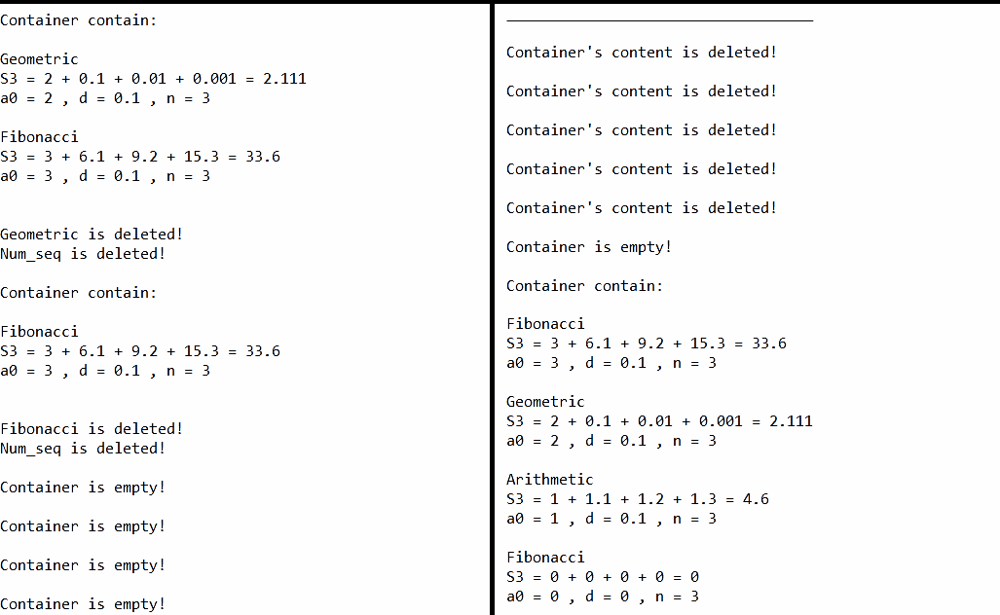 Container contain:
Geometric
S3 = 2 + 0.1 + 0.01 + 0.001 = 2.111
a0 = 2 , d = 0.1 , n = 3
Fibonacci
S3 = 3 + 6.1 + 9.2 + 15.3 = 33.6
a0 = 3 , d = 0.1 , n = 3
Geometric is deleted!
Num_seq is deleted!
Container contain:
Fibonacci
S3 = 3 + 6.1 + 9.2 + 15.3 = 33.6
a0 = 3 , d = 0.1 , n = 3
Fibonacci is deleted!
Num_seq is deleted!
Container is empty!
Container is empty!
Container is empty!
Container is empty!
___________________________________
Container's content is deleted!
Container's content is deleted!
Container's content is deleted!
Container's content is deleted!
Container's content is deleted!
Container is empty!
Container contain:
Fibonacci
S3 = 3 + 6.1 + 9.2 + 15.3 = 33.6
a0 = 3 , d = 0.1 , n = 3
Geometric
S3 = 2 + 0.1 + 0.01 + 0.001 = 2.111
a0 = 2 , d = 0.1 , n = 3
Arithmetic
S3 = 1 + 1.1 + 1.2 + 1.3 = 4.6
a0 = 1 , d = 0.1 , n = 3
Fibonacci
S3 = 0 + 0 + 0 + 0 = 0
a0 = 0 , d = 0 , n = 3